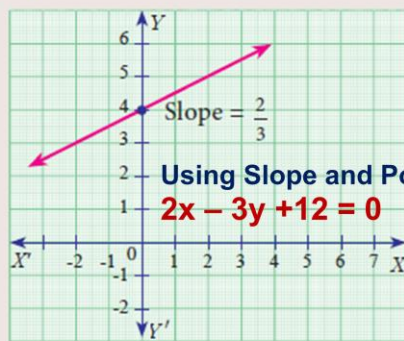 Y
6
5
4
Slope = 2/3
3
2
Using Slope and Po
1
2x – 3y +12 = 0
X' -2 -1 0 1 2 3 4 5 6 7 X
-1
-2
Y'